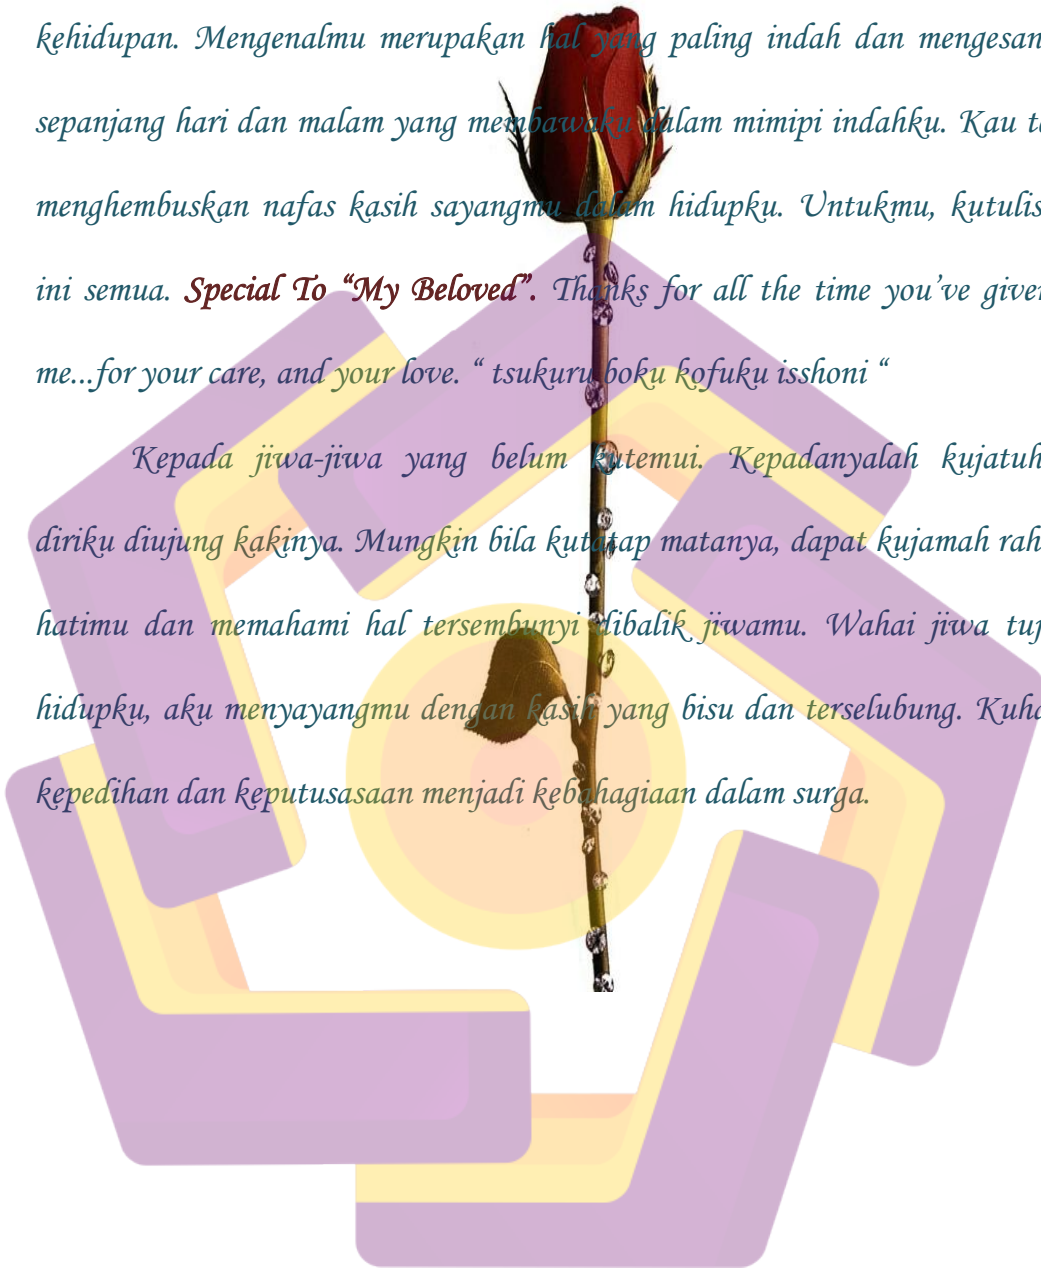 kehidupan. Mengenalmu merupakan hal yang paling indah dan mengesan
sepanjang hari dan malam yang membawaku dalam mimipi indahku. Kau t
menghembuskan nafas kasih sayangmu dalam hidupku. Untukmu, kutulis
ini semua. Special To “My Beloved”. Thanks for all the time you’ve given
me...for your care, and your love. “ tsukuru boku kofuku isshoni “
Kepada jiwa-jiwa yang belum kutemui. Kepadanyalah kujatuh
diriku diujung kakinya. Mungkin bila kutatap matanya, dapat kujamah rah
hatimu dan memahami hal tersembunyi dibalik jiwamu. Wahai jiwa tuj
hidupku, aku menyayangmu dengan kasih yang bisu dan terselubung. Kuha
kepedihan dan keputusasaan menjadi kebahagiaan dalam surga.